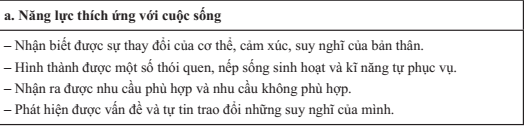 a. Năng lực thích ứng với cuộc sống
– Nhận biết được sự thay đổi của cơ thể, cảm xúc, suy nghĩ của bản thân.
– Hình thành được một số thói quen, nếp sống sinh hoạt và kĩ năng tự phục vụ.
– Nhận ra được nhu cầu phù hợp và nhu cầu không phù hợp.
– Phát hiện được vấn đề và tự tin trao đổi những suy nghĩ của mình.